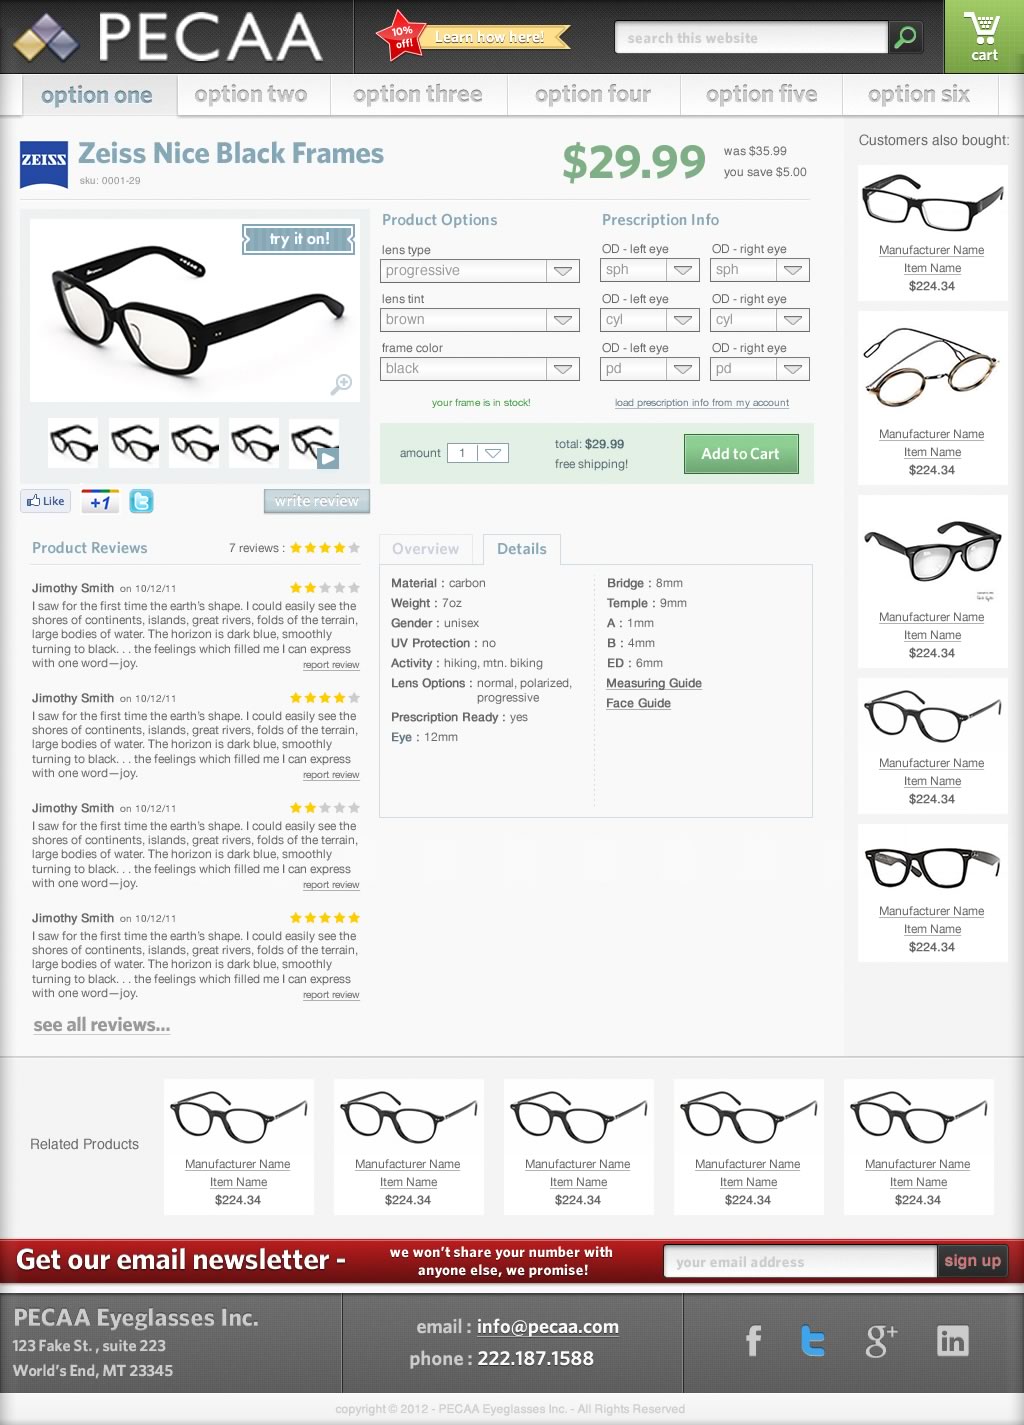 PECAA
10% off!
Learn how here!
search this website
cart
option one
option two
option three
option four
option five
option six
ZEISS
Zeiss Nice Black Frames
sku: 0001-29
$29.99
was $35.99
you save $5.00
try it on!
Product Options
lens type
progressive
lens tint
brown
frame color
black
your frame is in stock!
Prescription Info
OD - left eye
OD - right eye
sph
sph
OD - left eye
OD - right eye
cyl
cyl
OD - left eye
OD - right eye
pd
pd
load prescription info from my account
amount
1
total: $29.99
free shipping!
Add to Cart
Like
+1
write review
Product Reviews
7 reviews :
Jimothy Smith on 10/12/11
I saw for the first time the earth's shape. I could easily see the
shores of continents, islands, great rivers, folds of the terrain,
large bodies of water. The horizon is dark blue, smoothly
turning to black. . . the feelings which filled me I can express
with one word—joy.
report review
Jimothy Smith on 10/12/11
I saw for the first time the earth's shape. I could easily see the
shores of continents, islands, great rivers, folds of the terrain,
large bodies of water. The horizon is dark blue, smoothly
turning to black. . . the feelings which filled me I can express
with one word—joy.
report review
Jimothy Smith on 10/12/11
I saw for the first time the earth's shape. I could easily see the
shores of continents, islands, great rivers, folds of the terrain,
large bodies of water. The horizon is dark blue, smoothly
turning to black. . . the feelings which filled me I can express
with one word—joy.
report review
Jimothy Smith on 10/12/11
I saw for the first time the earth's shape. I could easily see the
shores of continents, islands, great rivers, folds of the terrain,
large bodies of water. The horizon is dark blue, smoothly
turning to black. . . the feelings which filled me I can express
with one word—joy.
report review
see all reviews...
Overview
Details
Material : carbon
Weight : 7oz
Gender : unisex
UV Protection : no
Activity : hiking, mtn. biking
Lens Options : normal, polarized,
progressive
Prescription Ready : yes
Eye : 12mm
Bridge : 8mm
Temple : 9mm
A : 1mm
B : 4mm
ED : 6mm
Measuring Guide
Face Guide
Customers also bought:
Manufacturer Name
Item Name
$224.34
Manufacturer Name
Item Name
$224.34
Manufacturer Name
Item Name
$224.34
Manufacturer Name
Item Name
$224.34
Manufacturer Name
Item Name
$224.34
Related Products
Manufacturer Name
Item Name
$224.34
Manufacturer Name
Item Name
$224.34
Manufacturer Name
Item Name
$224.34
Manufacturer Name
Item Name
$224.34
Manufacturer Name
Item Name
$224.34
Get our email newsletter -
we won't share your number with
anyone else, we promise!
your email address
sign up
PECAA Eyeglasses Inc.
123 Fake St. , suite 223
World's End, MT 23345
email : info@pecaa.com
phone : 222.187.1588
f
t
g+
in
copyright © 2012 - PECAA Eyeglasses Inc. - All Rights Reserved